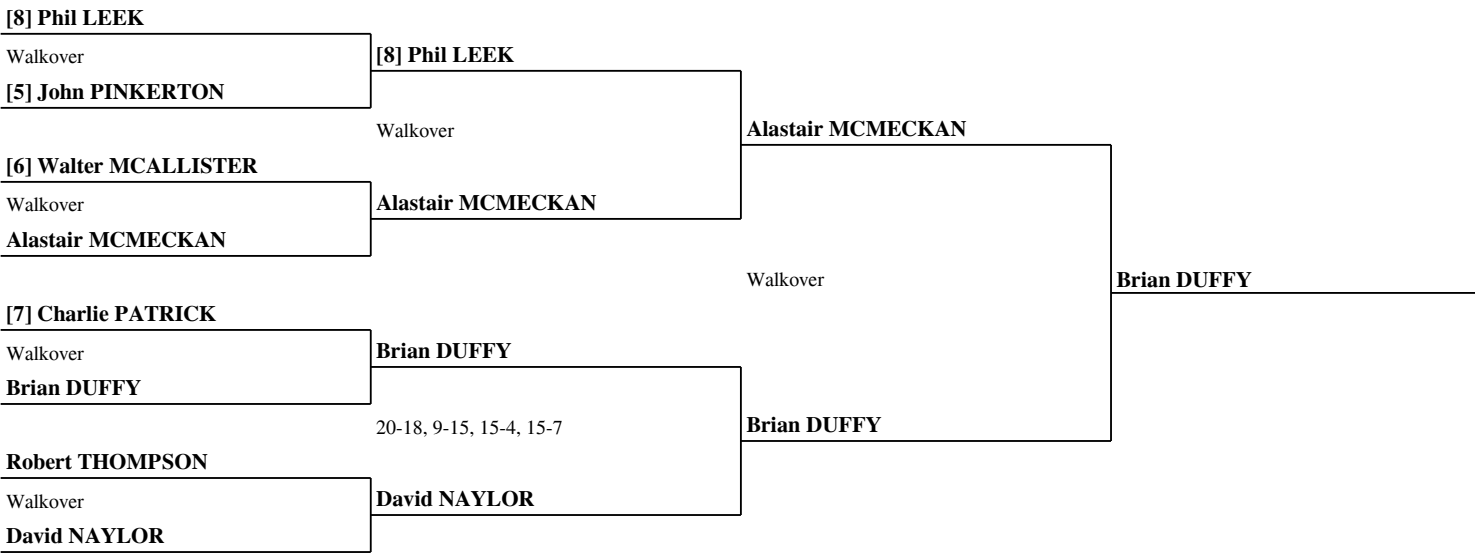 [8] Phil LEEK
Walkover
[8] Phil LEEK
[5] John PINKERTON
Walkover
Alastair MCMECKAN
[6] Walter MCALLISTER
Walkover
Alastair MCMECKAN
Alastair MCMECKAN
Walkover
Brian DUFFY
[7] Charlie PATRICK
Walkover
Brian DUFFY
Brian DUFFY
20-18, 9-15, 15-4, 15-7
Brian DUFFY
Robert THOMPSON
Walkover
David NAYLOR
David NAYLOR